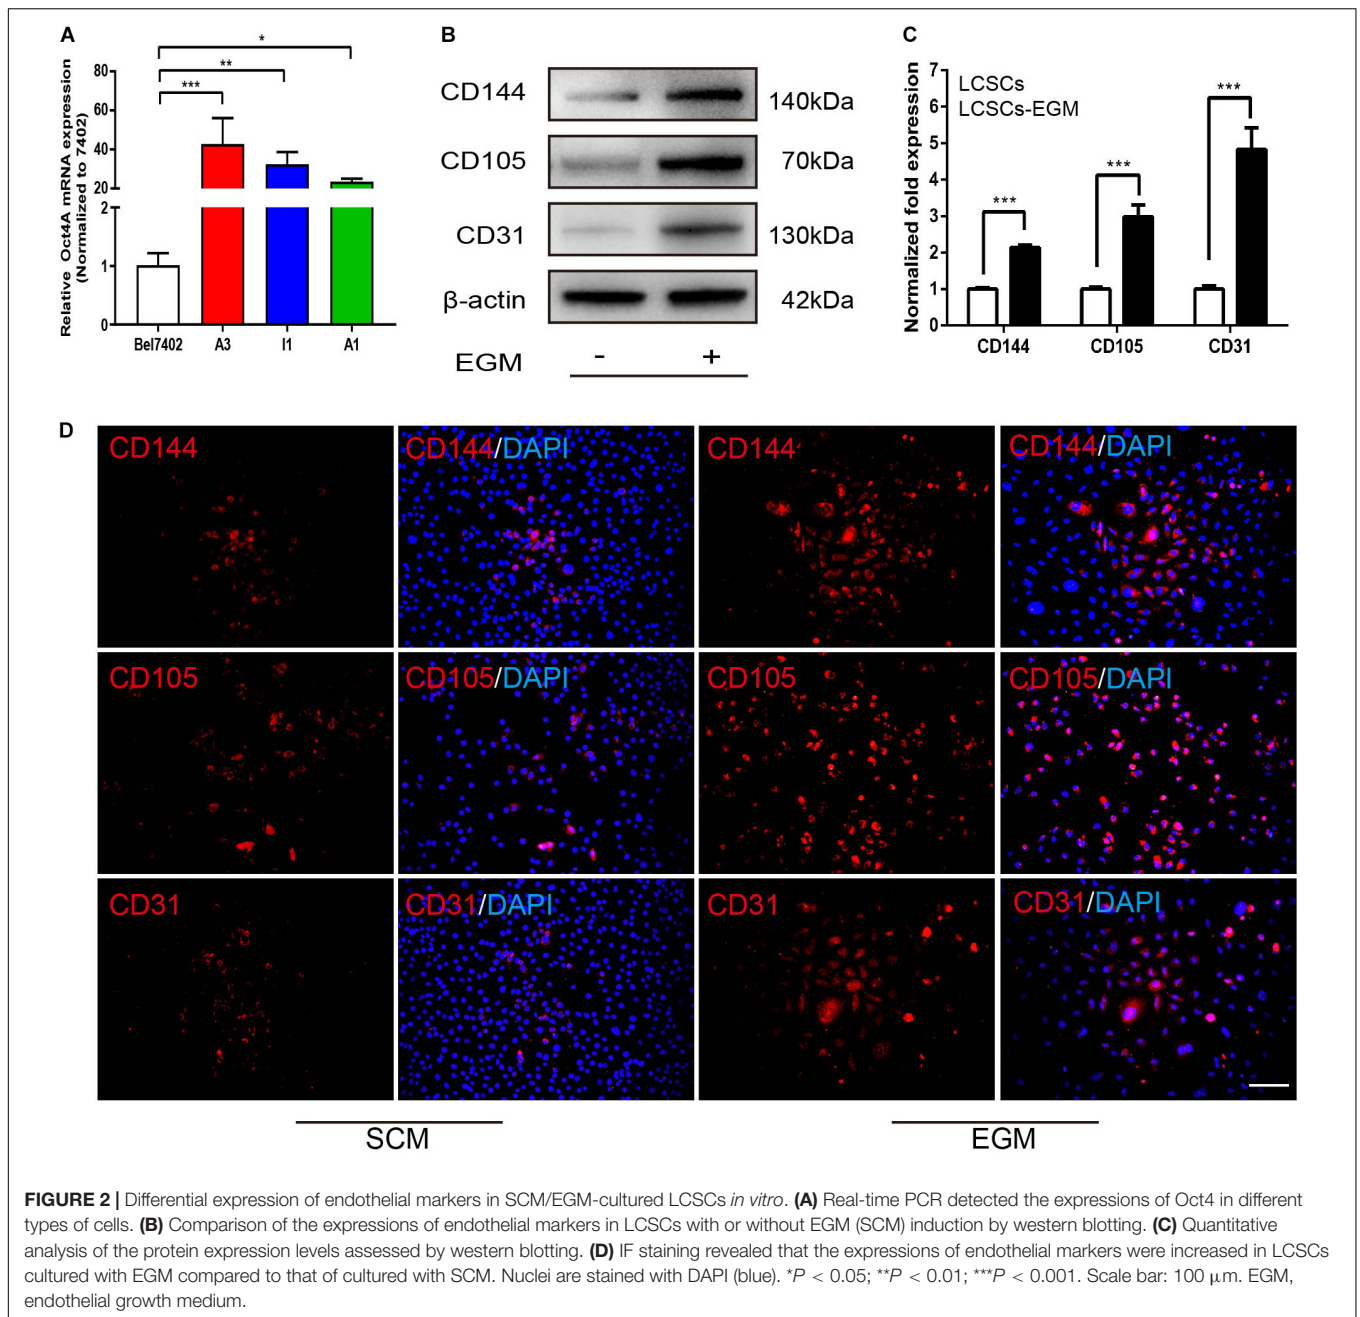 A
Relative Oct4A mRNA expression
(Normalized to 7402)
80
60
40
20
2
1
0
*
**
***
Bel7402 A3 I1 A1
B
CD144 140kDa
CD105 70kDa
CD31 130kDa
β-actin 42kDa
EGM - +
C
Normalized fold expression
7
6
5
4
3
2
1
0
LCSCs
LCSCs-EGM
***
***
***
CD144 CD105 CD31
D
CD144 CD144/DAPI CD144 CD144/DAPI
CD105 CD105/DAPI CD105 CD105/DAPI
CD31 CD31/DAPI CD31 CD31/DAPI
SCM EGM
FIGURE 2 | Differential expression of endothelial markers in SCM/EGM-cultured LCSCs in vitro. (A) Real-time PCR detected the expressions of Oct4 in different
types of cells. (B) Comparison of the expressions of endothelial markers in LCSCs with or without EGM (SCM) induction by western blotting. (C) Quantitative
analysis of the protein expression levels assessed by western blotting. (D) IF staining revealed that the expressions of endothelial markers were increased in LCSCs
cultured with EGM compared to that of cultured with SCM. Nuclei are stained with DAPI (blue). *P < 0.05; **P < 0.01; ***P < 0.001. Scale bar: 100 μm. EGM,
endothelial growth medium.